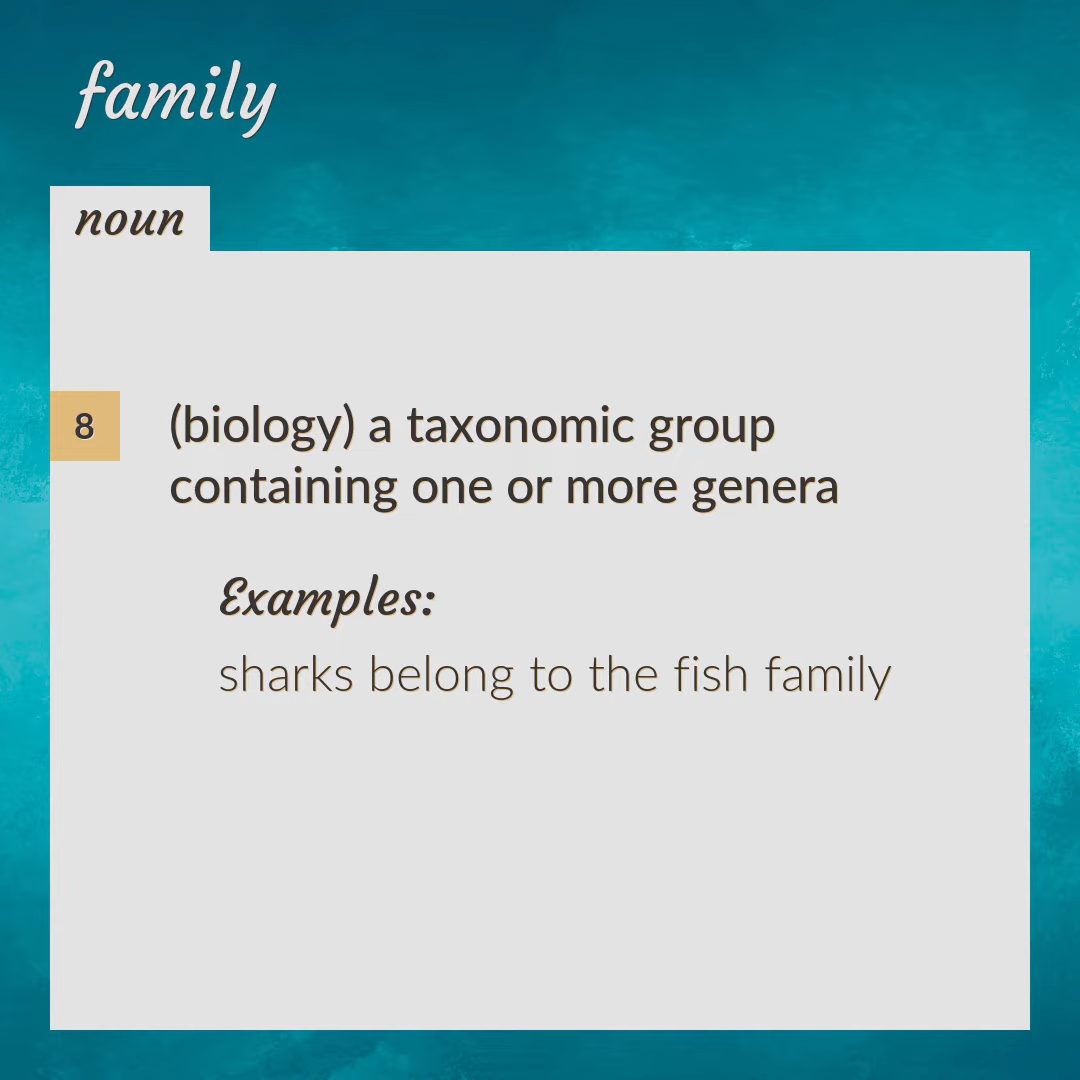 family
noun
8
(biology) a taxonomic group
containing one or more genera
Examples:
sharks belong to the fish family